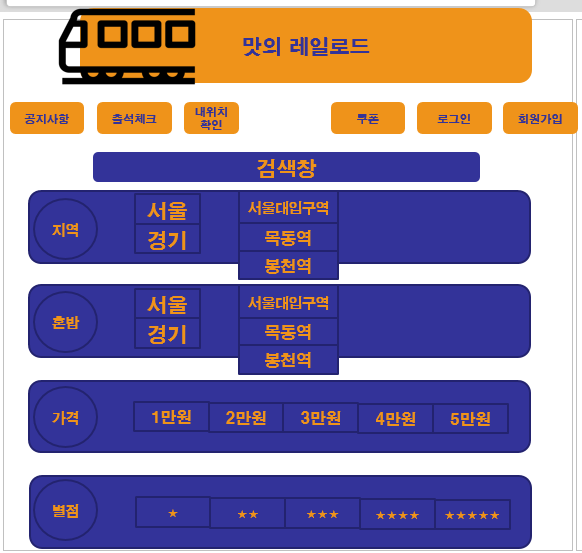 맛의 레일로드
공지사항
출석체크
내위치
확인
쿠폰
로그인
회원가입
검색창
지역
서울
경기
서울대입구역
목동역
봉천역
혼밥
서울
경기
서울대입구역
목동역
봉천역
가격
1만원
2만원
3만원
4만원
5만원
별점
★
★★
★★★
★★★★
★★★★★